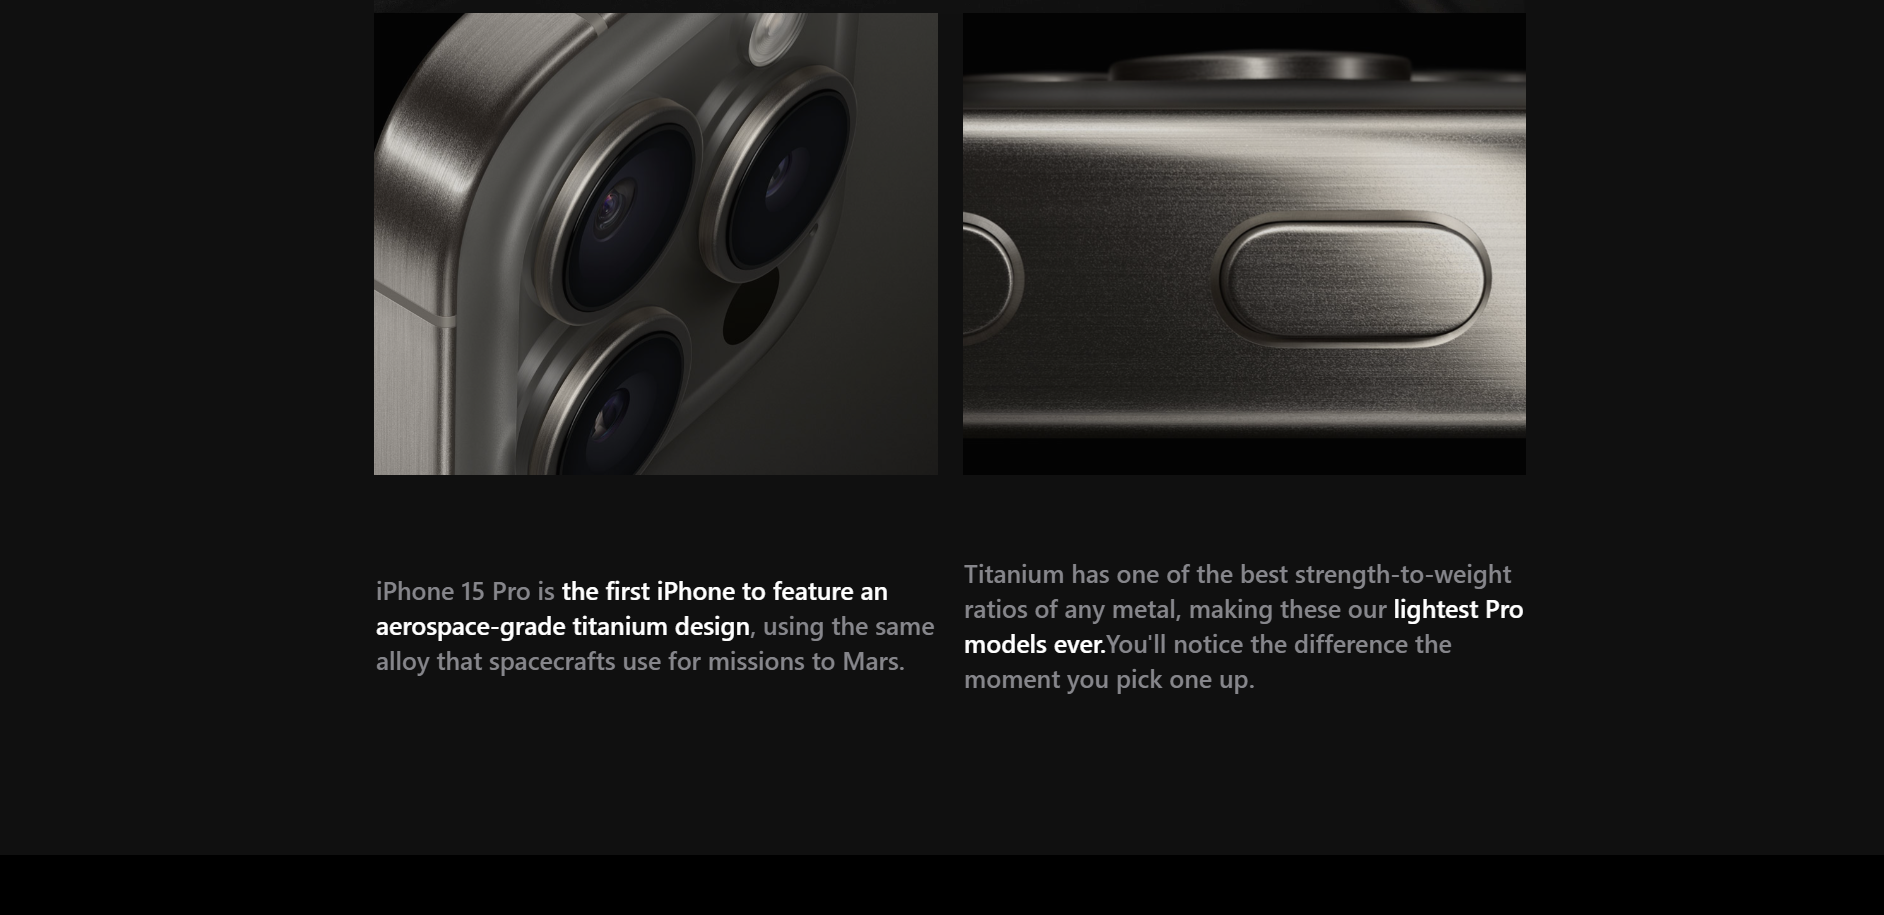 iPhone 15 Pro is the first iPhone to feature an
aerospace-grade titanium design, using the same
alloy that spacecrafts use for missions to Mars.
Titanium has one of the best strength-to-weight
ratios of any metal, making these our lightest Pro
models ever.You'll notice the difference the
moment you pick one up.